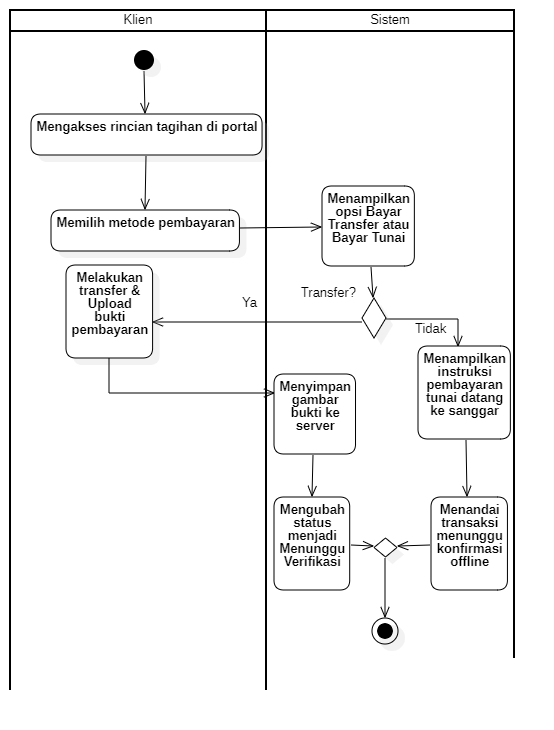 Klien
Sistem
Mengakses rincian tagihan di portal
Memilih metode pembayaran
Menampilkan
opsi Bayar
Transfer atau
Bayar Tunai
Melakukan
transfer &
Upload
bukti
pembayaran
Ya
Transfer?
Tidak
Menampilkan
instruksi
pembayaran
tunai datang
ke sanggar
Menyimpan
gambar
bukti ke
server
Mengubah
status
menjadi
Menunggu
Verifikasi
Menandai
transaksi
menunggu
konfirmasi
offline